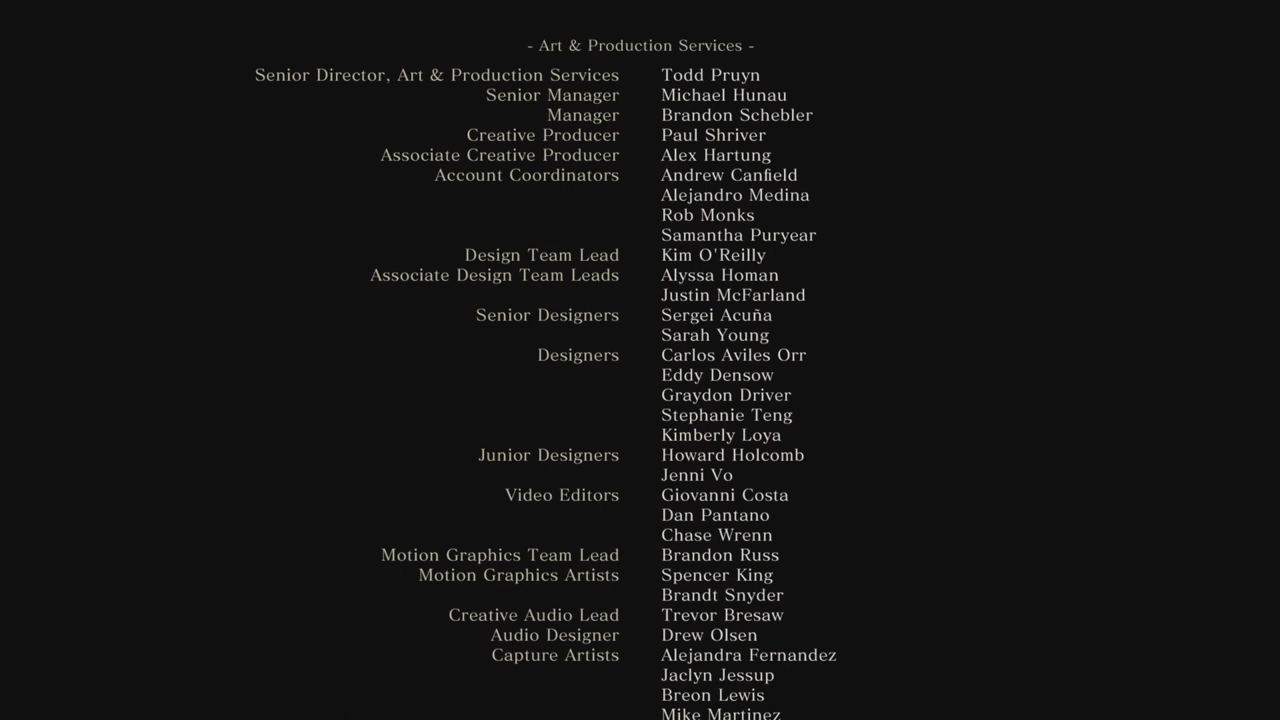 - Art & Production Services -
Senior Director, Art & Production Services Todd Pruyn
Senior Manager Michael Hunau
Manager Brandon Schebler
Creative Producer Paul Shriver
Associate Creative Producer Alex Hartung
Account Coordinators Andrew Canfield
Alejandro Medina
Rob Monks
Samantha Puryear
Design Team Lead Kim O'Reilly
Associate Design Team Leads Alyssa Homan
Justin McFarland
Senior Designers Sergei Acuña
Sarah Young
Designers Carlos Aviles Orr
Eddy Densow
Graydon Driver
Stephanie Teng
Kimberly Loya
Junior Designers Howard Holcomb
Jenni Vo
Video Editors Giovanni Costa
Dan Pantano
Chase Wrenn
Motion Graphics Team Lead Brandon Russ
Motion Graphics Artists Spencer King
Brandt Snyder
Creative Audio Lead Trevor Bresaw
Audio Designer Drew Olsen
Capture Artists Alejandra Fernandez
Jaclyn Jessup
Breon Lewis
Mike Martinez